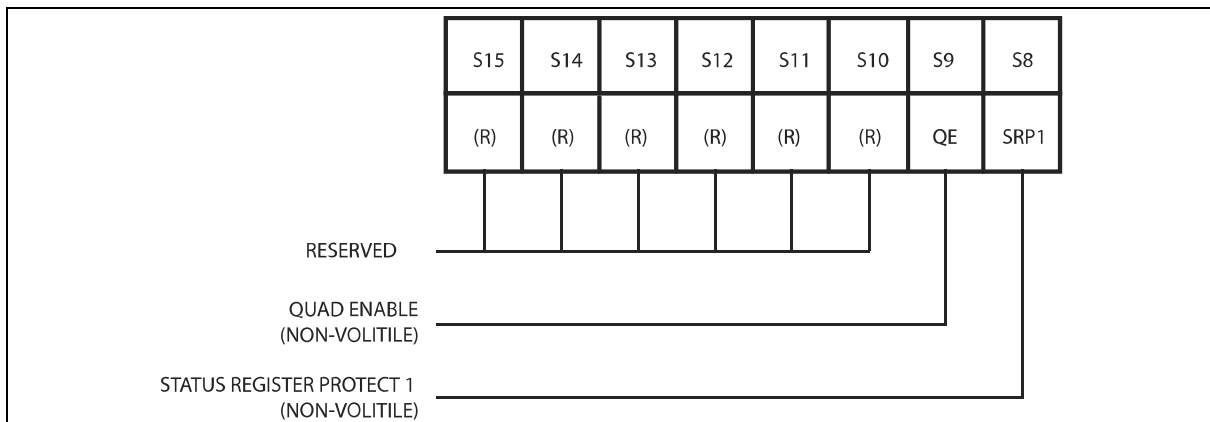 S15 S14 S13 S12 S11 S10 S9 S8
(R) (R) (R) (R) (R) (R) QE SRP1
RESERVED
QUAD ENABLE
(NON-VOLITILE)
STATUS REGISTER PROTECT 1
(NON-VOLITILE)